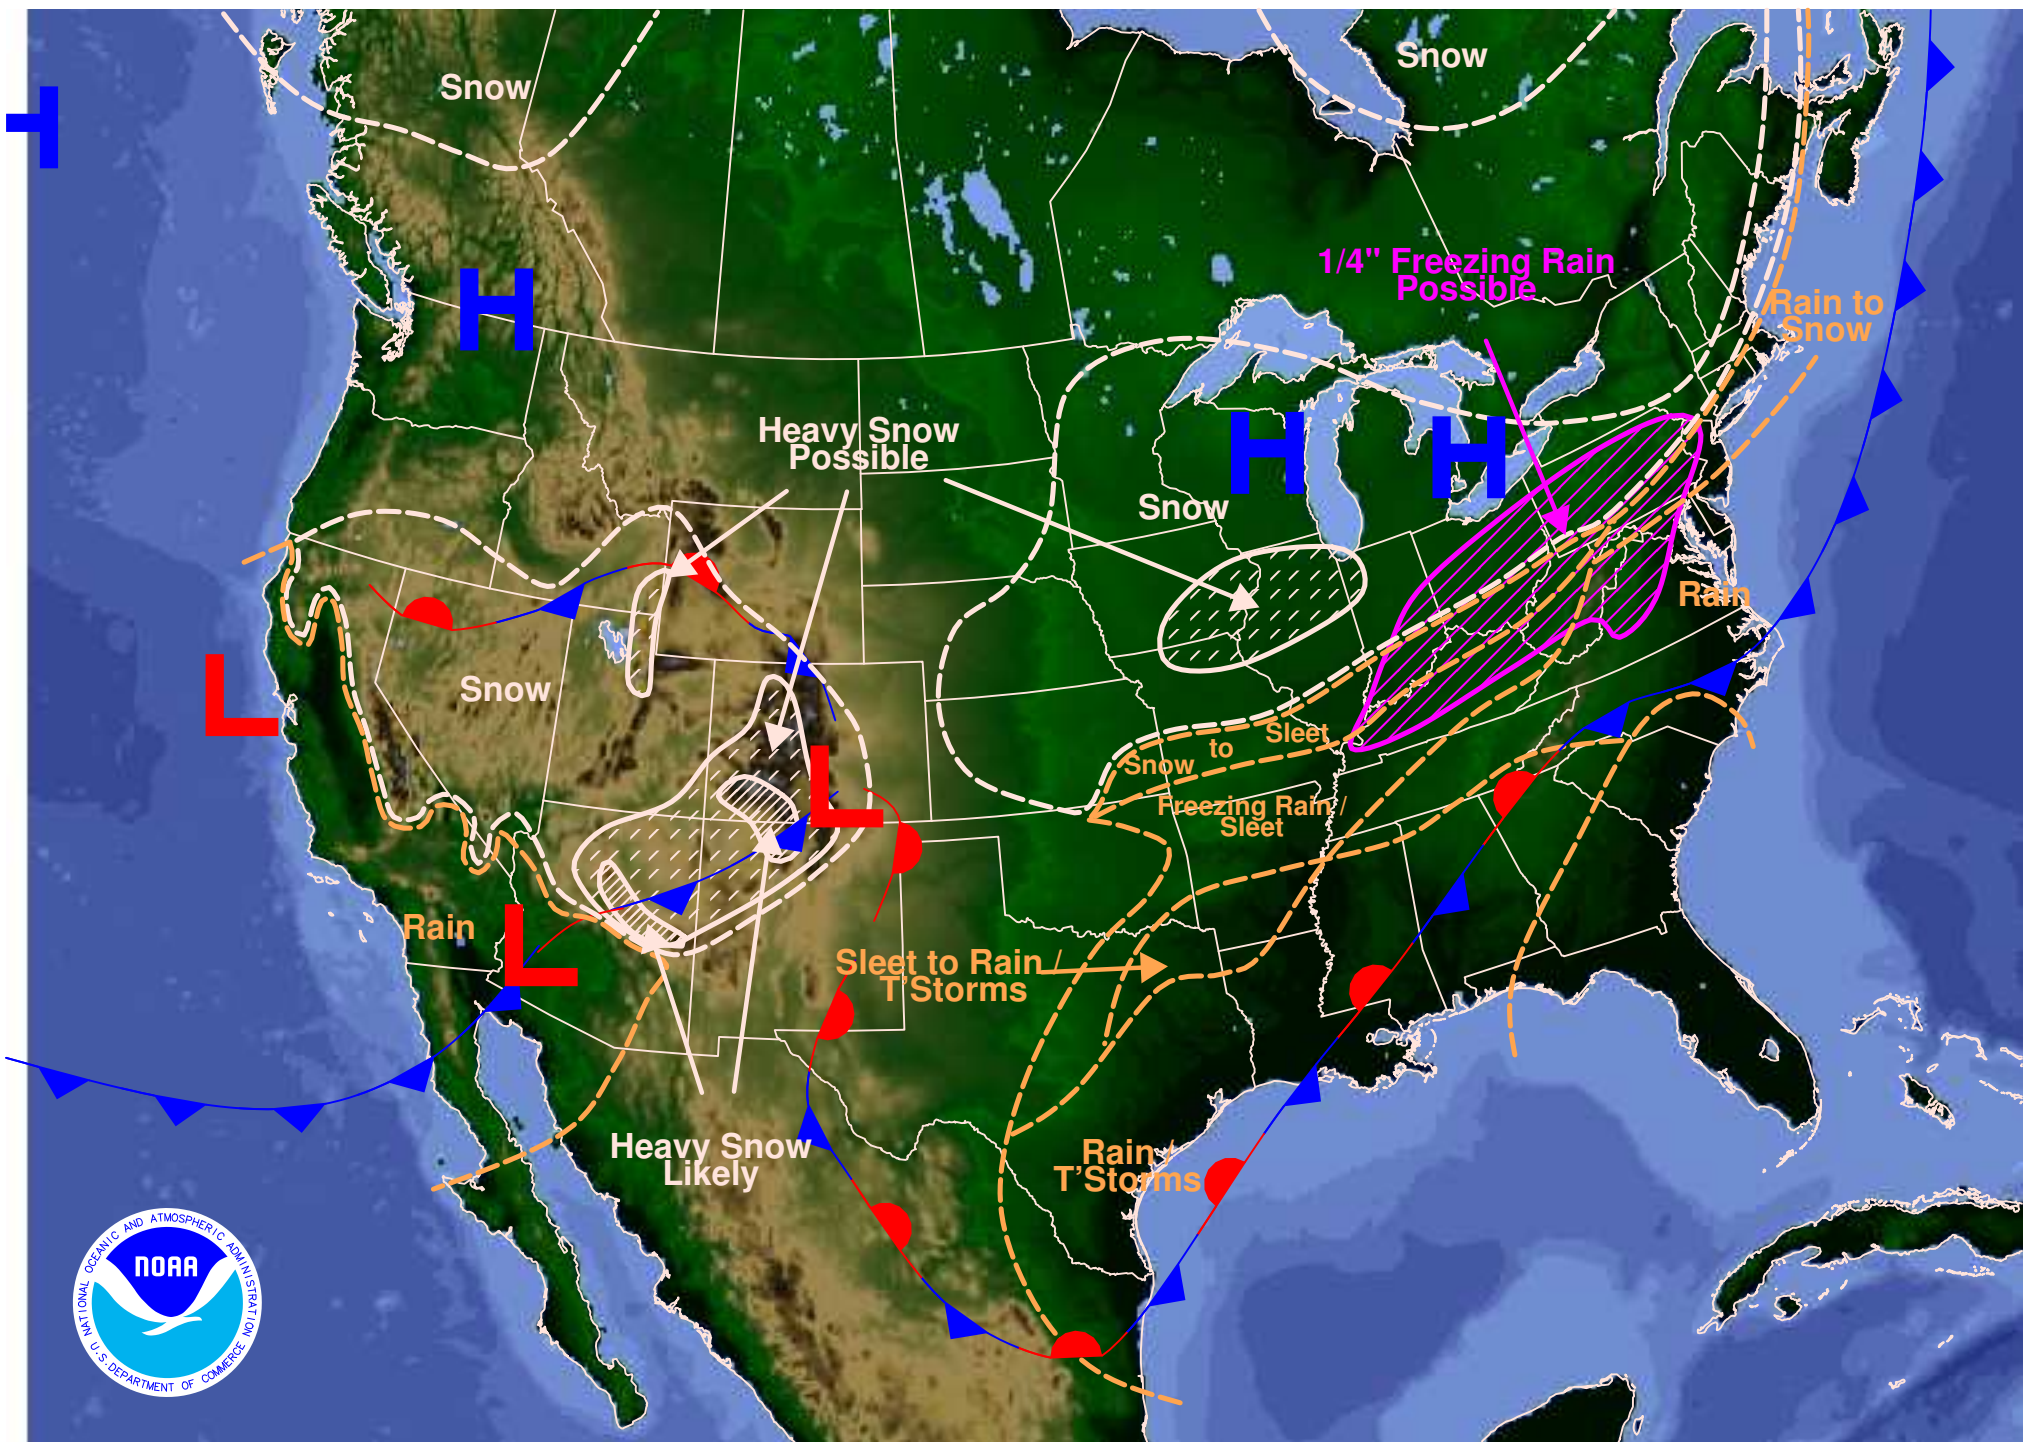 Snow
Snow
H
H
1/4" Freezing Rain
Possible
Rain to
Snow
Heavy Snow
Possible
H
H
Snow
Rain
L
Snow
Sleet
to
Snow
L
Freezing Rain /
Sleet
Rain
L
Sleet to Rain /
T'Storms
Heavy Snow
Likely
Rain /
T'Storms
NATIONAL OCEANIC AND ATMOSPHERIC ADMINISTRATION
NOAA
U.S. DEPARTMENT OF COMMERCE